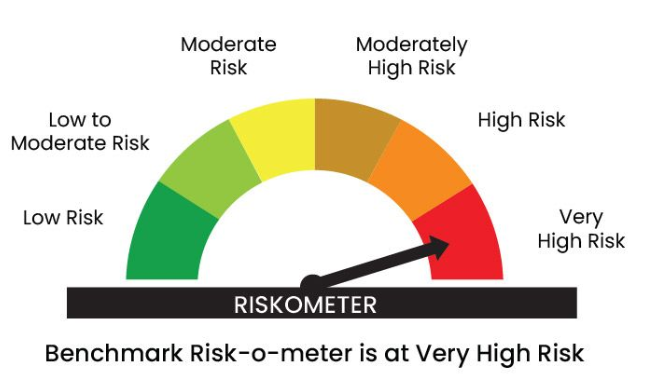 Moderate
Risk
Moderately
High Risk
Low to
Moderate Risk
High Risk
Low Risk
Very
High Risk
RISKOMETER
Benchmark Risk-o-meter is at Very High Risk